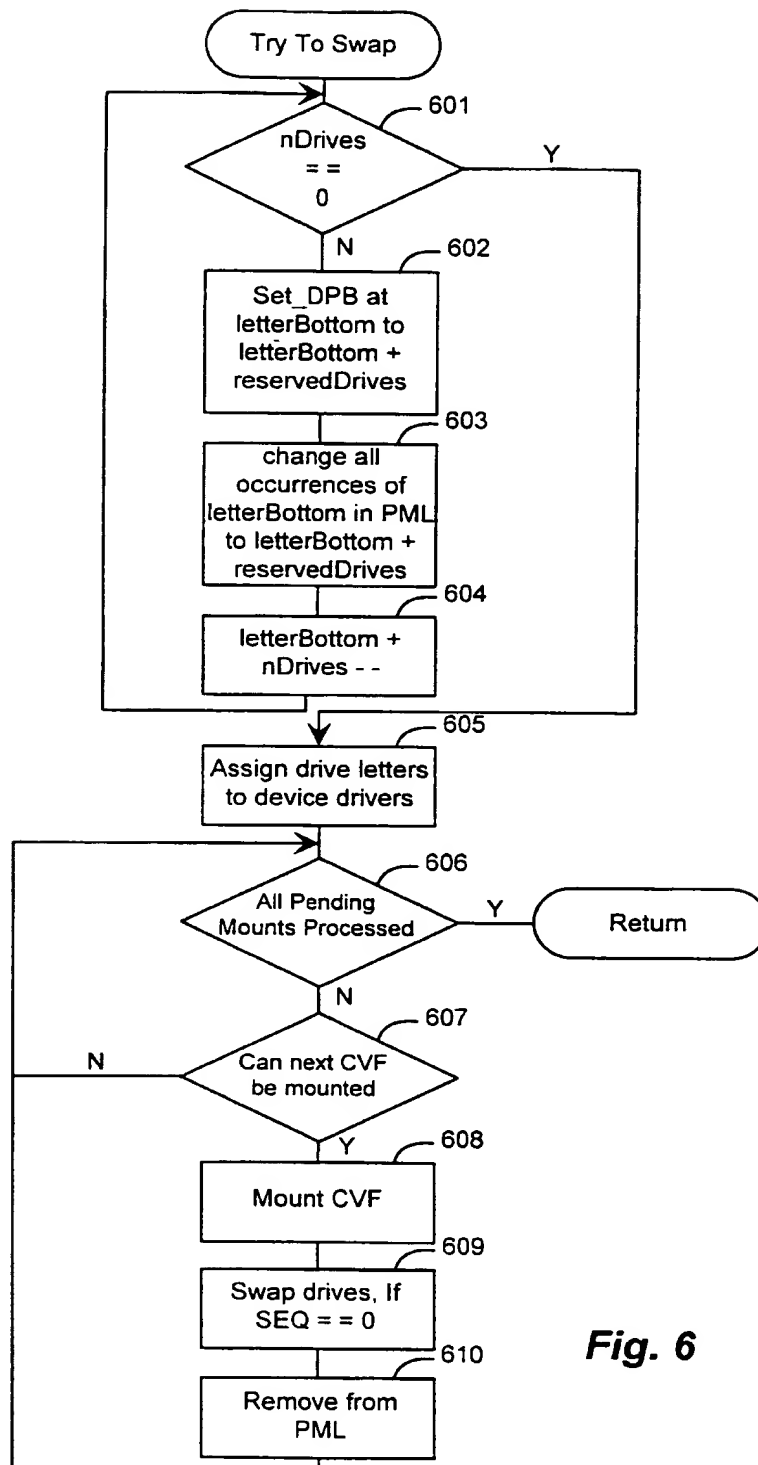 Try To Swap
601
nDrives
= =
0
Y
N
602
Set_DPB at
letterBottom to
letterBottom +
reservedDrives
603
change all
occurrences of
letterBottom in PML
to letterBottom +
reservedDrives
604
letterBottom +
nDrives - -
605
Assign drive letters
to device drivers
606
All Pending
Mounts Processed
Y
Return
N
607
Can next CVF
be mounted
N
Y
608
Mount CVF
609
Swap drives, If
SEQ = = 0
610
Remove from
PML
Fig. 6